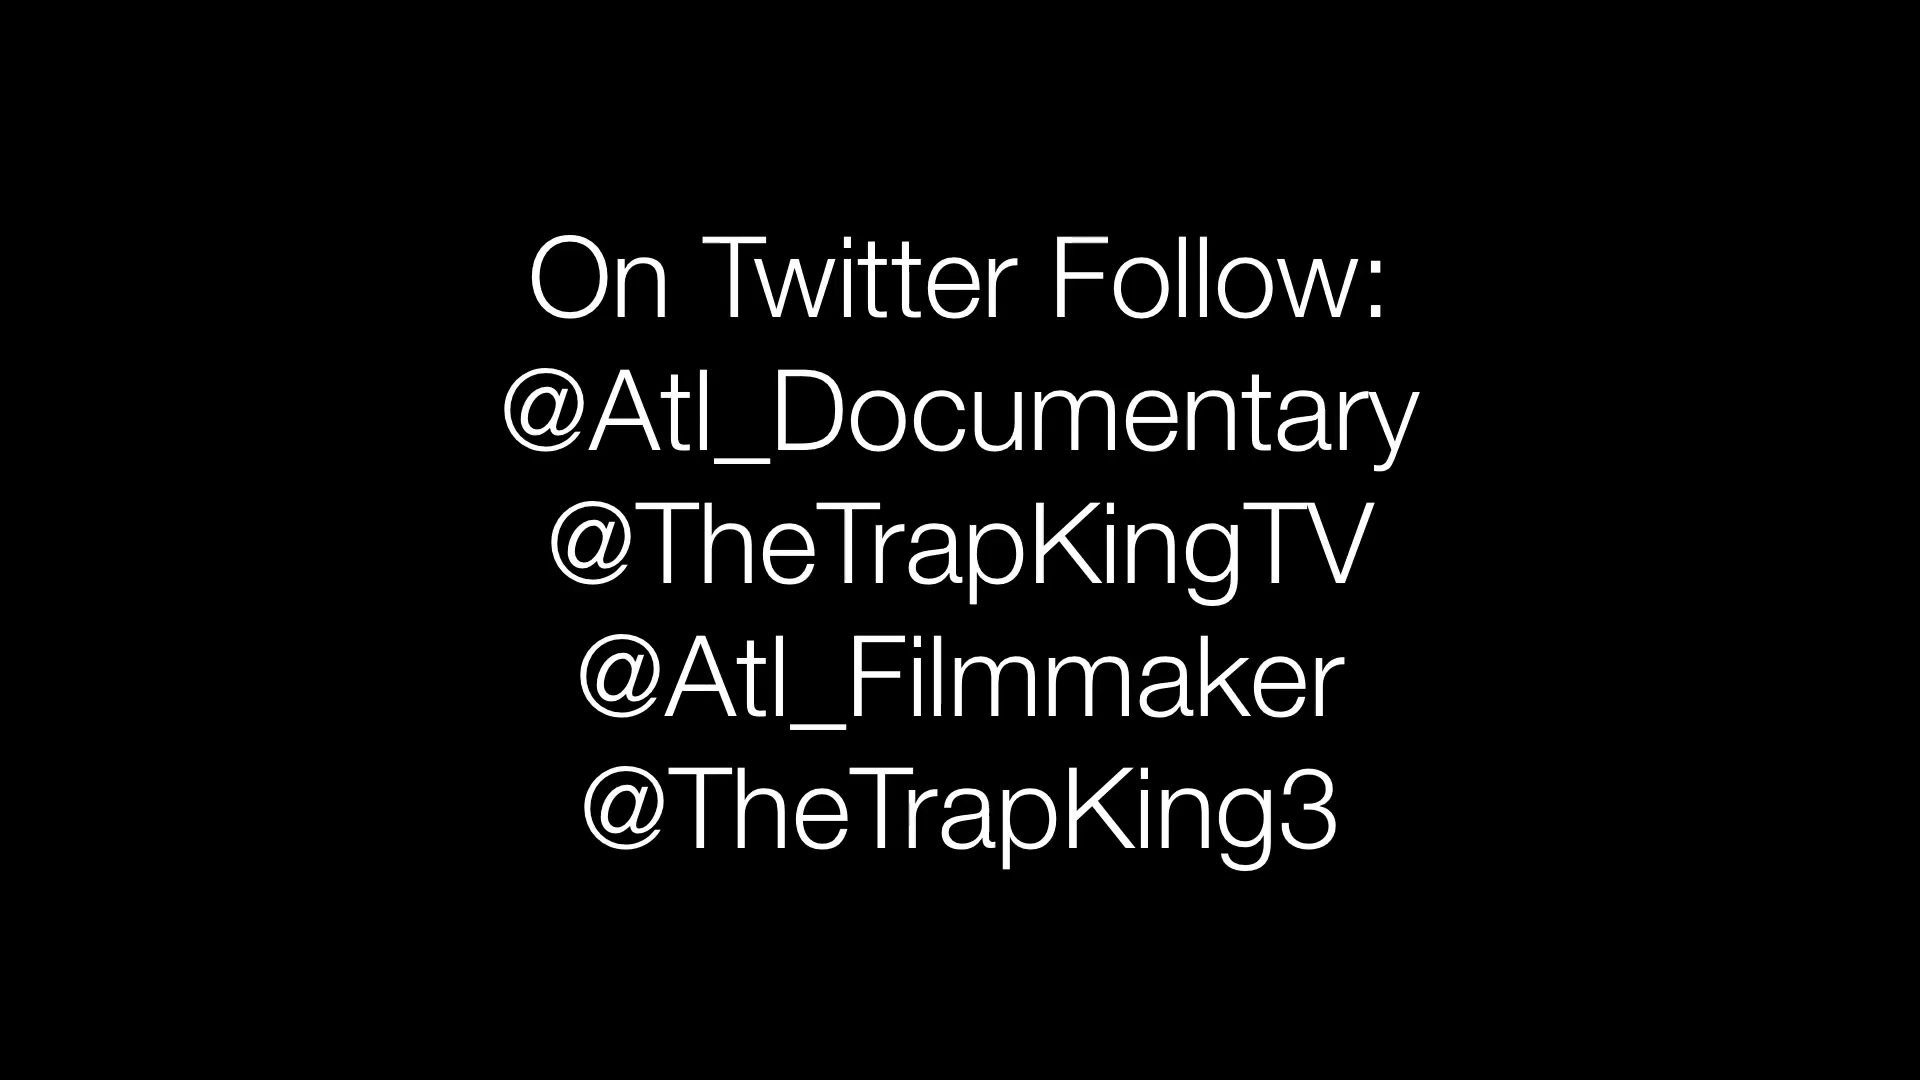 On Twitter Follow:
@Atl_Documentary
@TheTrapKingTV
@Atl_Filmmaker
@TheTrapKing3